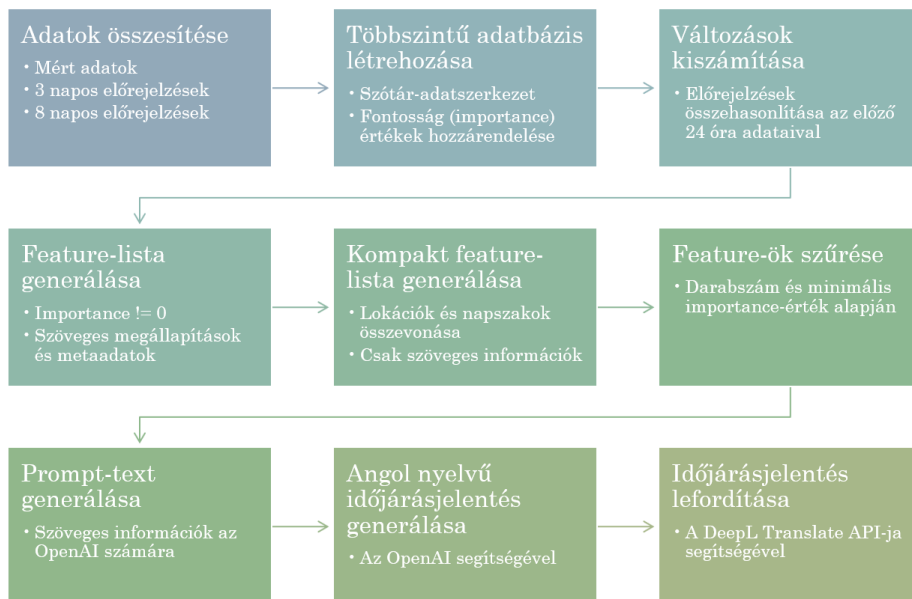 Adatok összesítése
• Mért adatok
• 3 napos előrejelzések
• 8 napos előrejelzések
Többszintű adatbázis
létrehozása
• Szótár-adatszerkezet
• Fontosság (importance)
értékek hozzárendelése
Változások
kiszámítása
• Előrejelzések
összehasonlítása az előző
24 óra adataival
Feature-lista
generálása
• Importance != 0
• Szöveges megállapítások
és metaadatok
Kompakt feature-
lista generálása
• Lokációk és napszakok
összevonása
• Csak szöveges információk
Feature-ök szűrése
• Darabszám és minimális
importance-érték alapján
Prompt-text
generálása
• Szöveges információk az
OpenAI számára
Angol nyelvű
időjárásjelentés
generálása
• Az OpenAI segítségével
Időjárásjelentés
lefordítása
• A DeepL Translate API-ja
segítségével